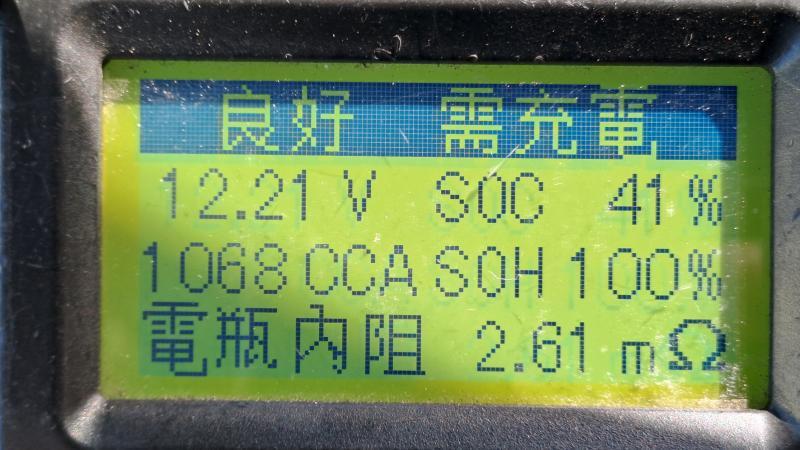 良好 需充電
12.21 V SOC 41 %
1068 CCA SOH 100%
電瓶內阻 2.61 mΩ